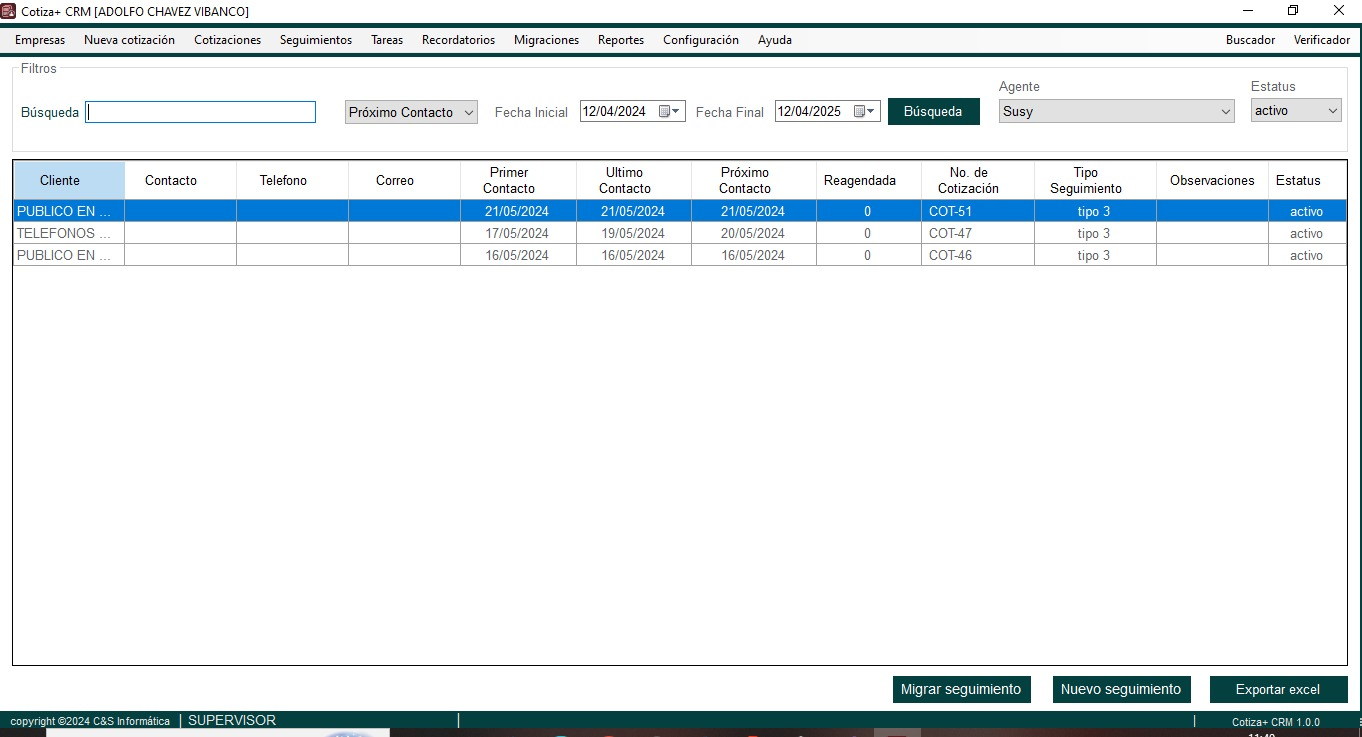 Cotiza+ CRM [ADOLFO CHAVEZ VIBANCO]
Empresas Nueva cotización Cotizaciones Seguimientos Tareas Recordatorios Migraciones Reportes Configuración Ayuda Buscador Verificador
Filtros
Agente Estatus
Búsqueda Próximo Contacto Fecha Inicial 12/04/2024 Fecha Final 12/04/2025 Búsqueda Susy activo
Cliente Contacto Telefono Correo Primer Contacto Ultimo Contacto Próximo Contacto Reagendada No. de Cotización Tipo Seguimiento Observaciones Estatus
PUBLICO EN ... 21/05/2024 21/05/2024 21/05/2024 0 COT-51 tipo 3 activo
TELEFONOS ... 17/05/2024 19/05/2024 20/05/2024 0 COT-47 tipo 3 activo
PUBLICO EN ... 16/05/2024 16/05/2024 16/05/2024 0 COT-46 tipo 3 activo
Migrar seguimiento Nuevo seguimiento Exportar excel
copyright ©2024 C&S Informática | SUPERVISOR | | Cotiza+ CRM 1.0.0